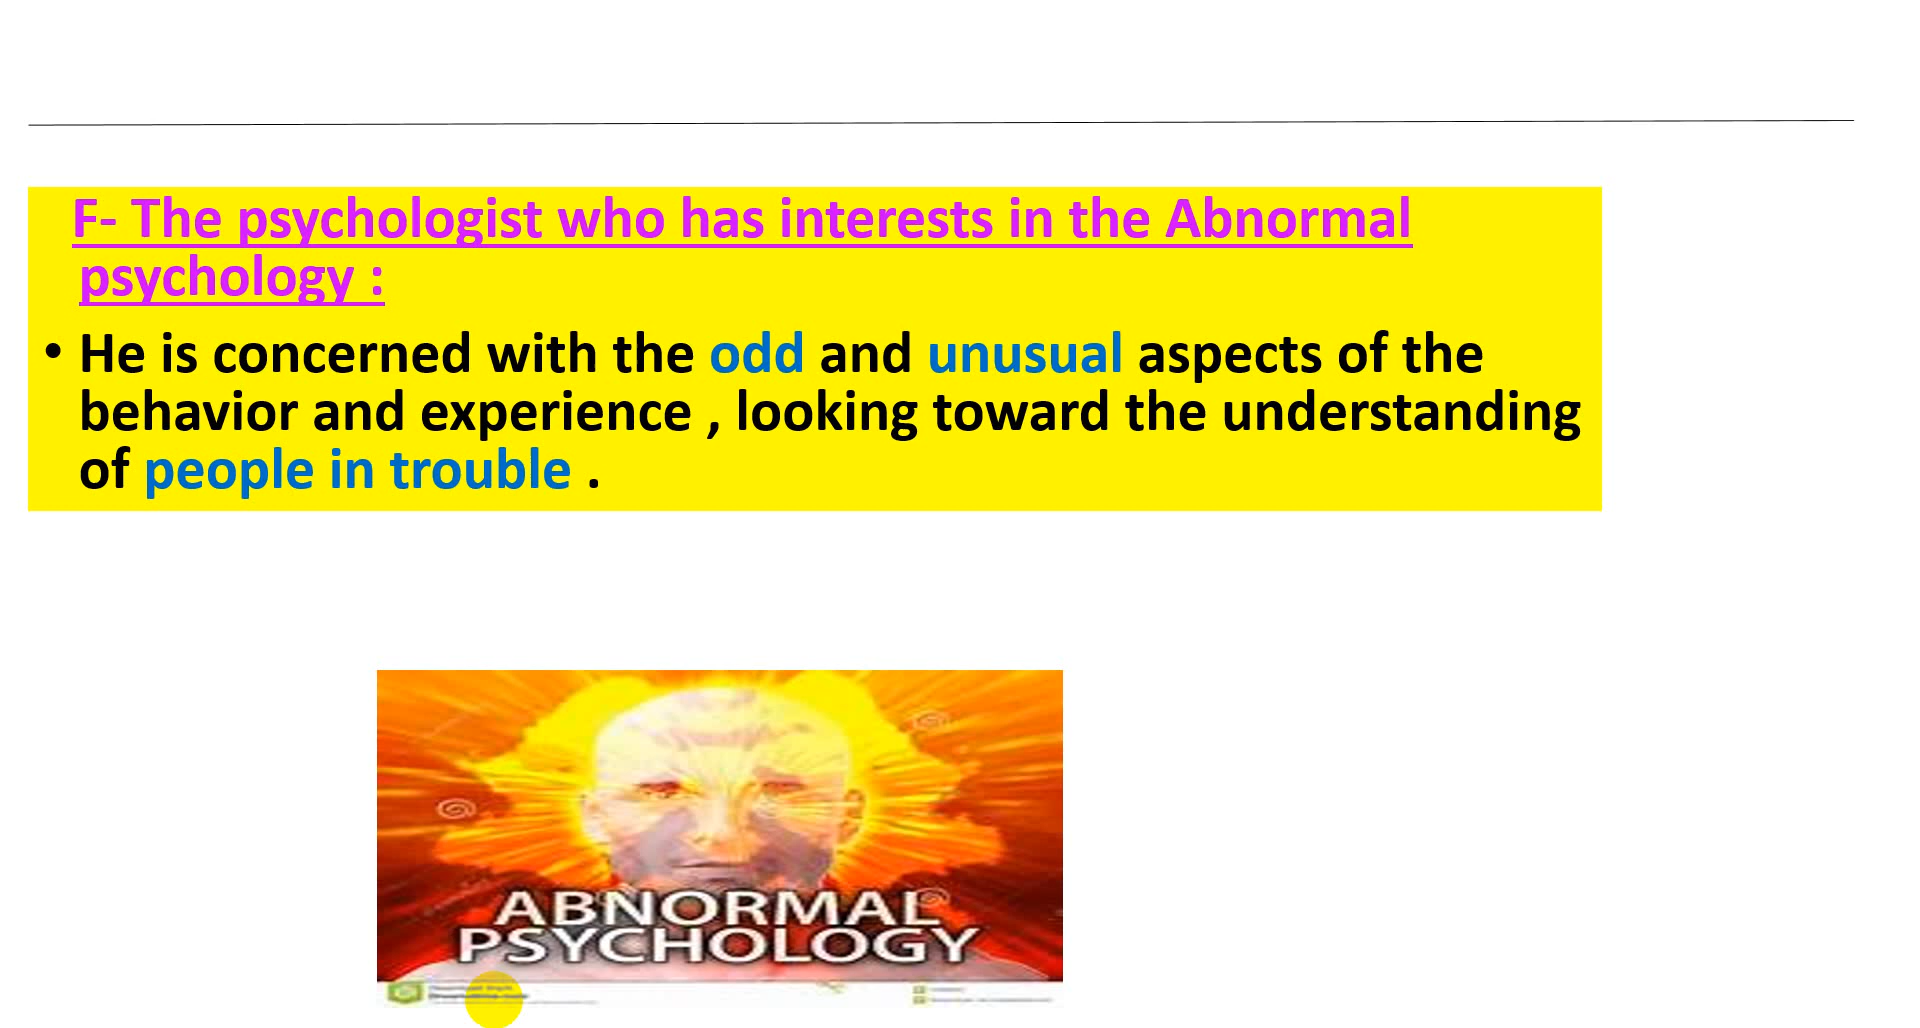 F- The psychologist who has interests in the Abnormal
psychology :
• He is concerned with the odd and unusual aspects of the
behavior and experience , looking toward the understanding
of people in trouble .
ABNORMAL
PSYCHOLOGY